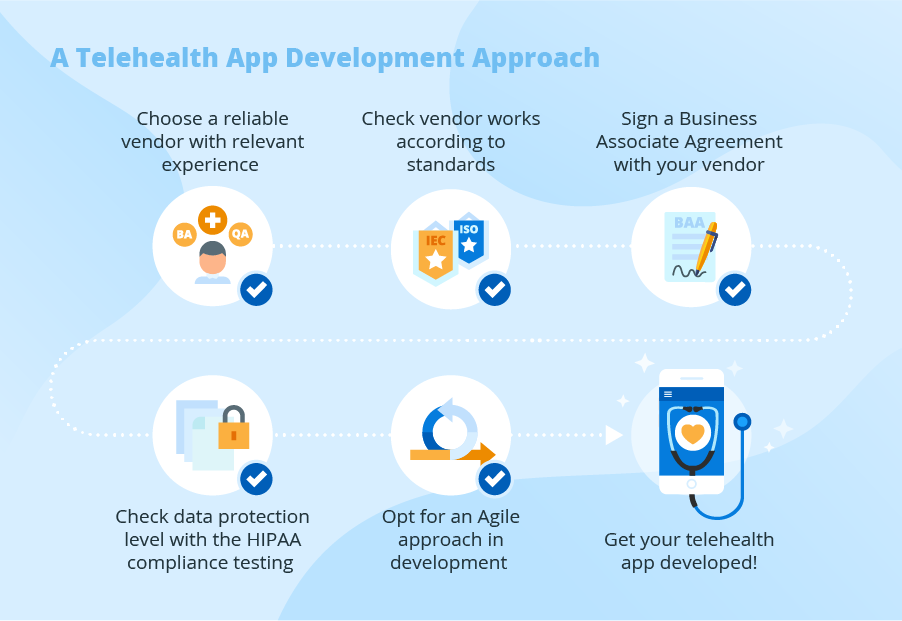 A Telehealth App Development Approach
Choose a reliable
vendor with relevant
experience
Check vendor works
according to
standards
Sign a Business
Associate Agreement
with your vendor
BA
QA
IEC
ISO
BAA
Check data protection
level with the HIPAA
compliance testing
Opt for an Agile
approach in
development
Get your telehealth
app developed!